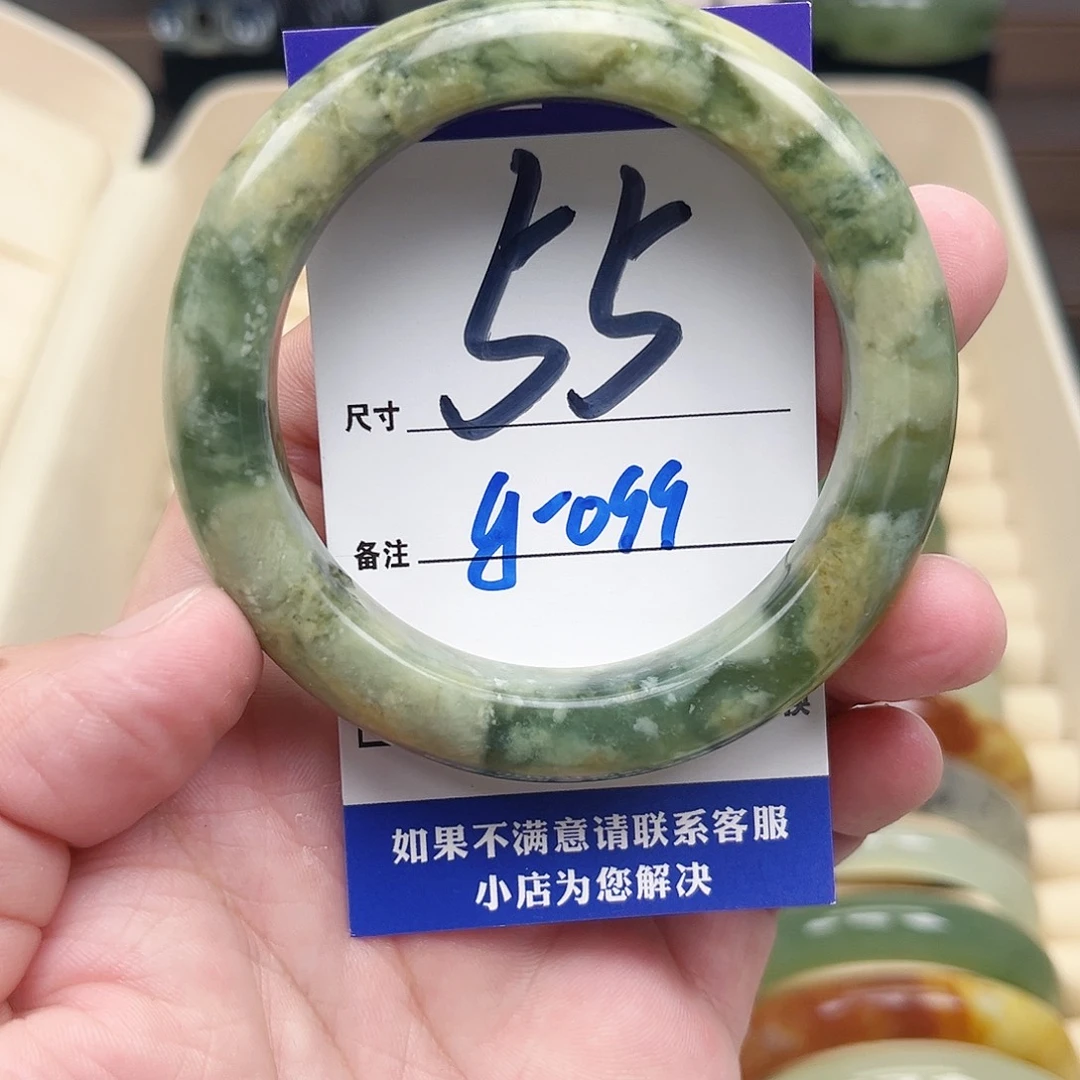 55
尺寸
y-099
备注
换
如果不满意请联系客服
小店为您解决